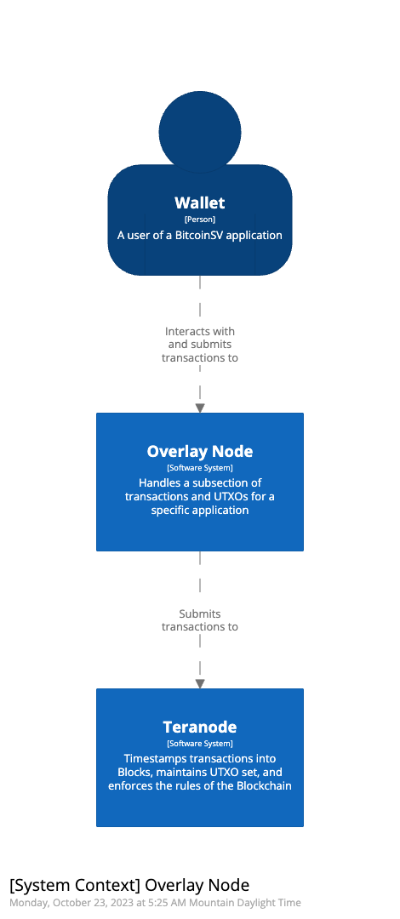 Wallet
[Person]
A user of a BitcoinSV application
Interacts with
and submits
transactions to
Overlay Node
[Software System]
Handles a subsection of
transactions and UTXOs for a
specific application
Submits
transactions to
Teranode
[Software System]
Timestamps transactions into
Blocks, maintains UTXO set, and
enforces the rules of the Blockchain
[System Context] Overlay Node
Monday, October 23, 2023 at 5:25 AM Mountain Daylight Time